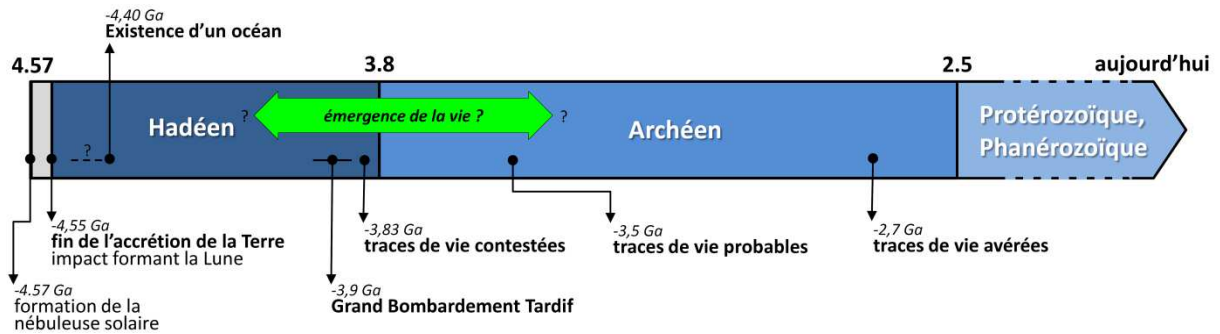 -4,40 Ga
Existence d'un océan
4.57
3.8
2.5
aujourd'hui
Hadéen
? émergence de la vie ? ?
Archéen
Protérozoïque,
Phanérozoïque
?
-4,55 Ga
fin de l'accrétion de la Terre
impact formant la Lune
-3,83 Ga
traces de vie contestées
-3,5 Ga
traces de vie probables
-2,7 Ga
traces de vie avérées
-4.57 Ga
formation de la
nébuleuse solaire
-3,9 Ga
Grand Bombardement Tardif